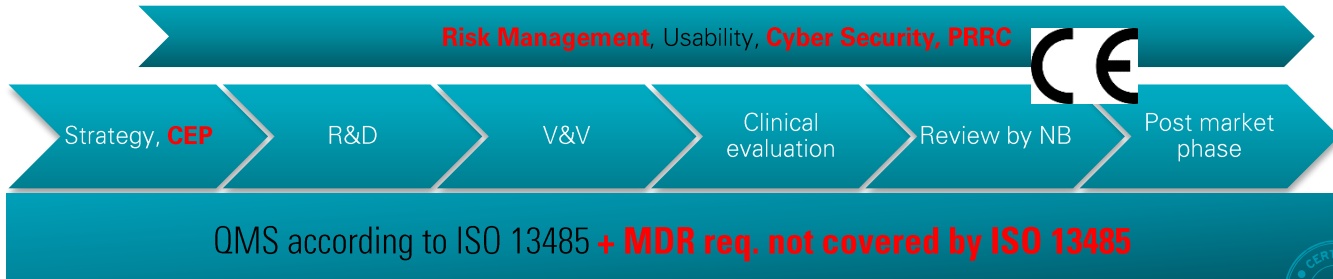 Risk Management, Usability, Cyber Security, PRRC
CE
Strategy, CEP
R&D
V&V
Clinical
evaluation
Review by NB
Post market
phase
QMS according to ISO 13485 + MDR req. not covered by ISO 13485